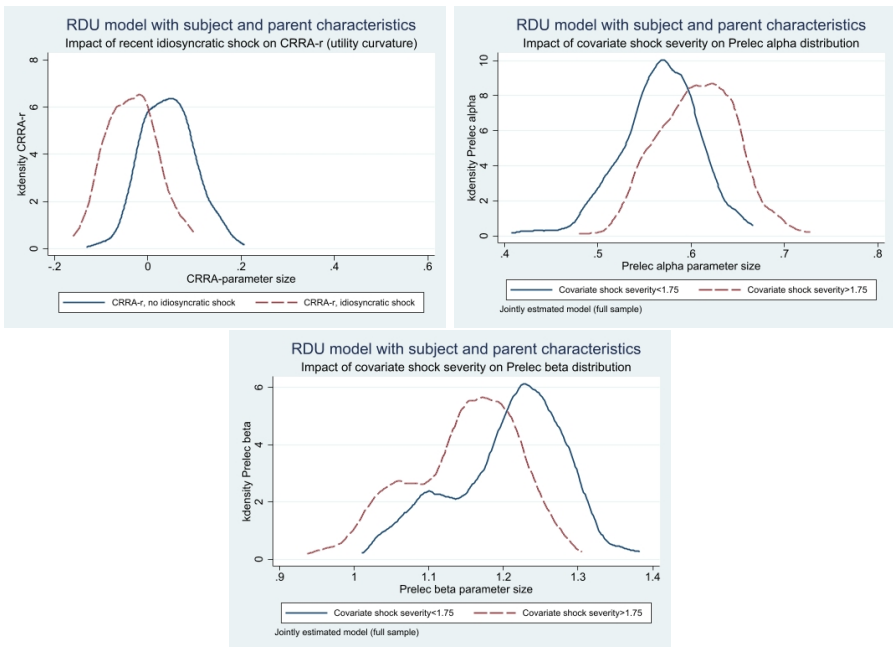 RDU model with subject and parent characteristics
Impact of recent idiosyncratic shock on CRRA-r (utility curvature)
kdensity CRRA-r
8
6
4
2
0
-.2 0 .2 .4 .6
CRRA-parameter size
CRRA-r, no idiosyncratic shock CRRA-r, idiosyncratic shock
RDU model with subject and parent characteristics
Impact of covariate shock severity on Prelec alpha distribution
kdensity Prelec alpha
10
8
6
4
2
0
.4 .5 .6 .7 .8
Prelec alpha parameter size
Covariate shock severity<1.75 Covariate shock severity>1.75
Jointly estmated model (full sample)
RDU model with subject and parent characteristics
Impact of covariate shock severity on Prelec beta distribution
kdensity Prelec beta
6
4
2
0
.9 1 1.1 1.2 1.3 1.4
Prelec beta parameter size
Covariate shock severity<1.75 Covariate shock severity>1.75
Jointly estimated model (full sample)